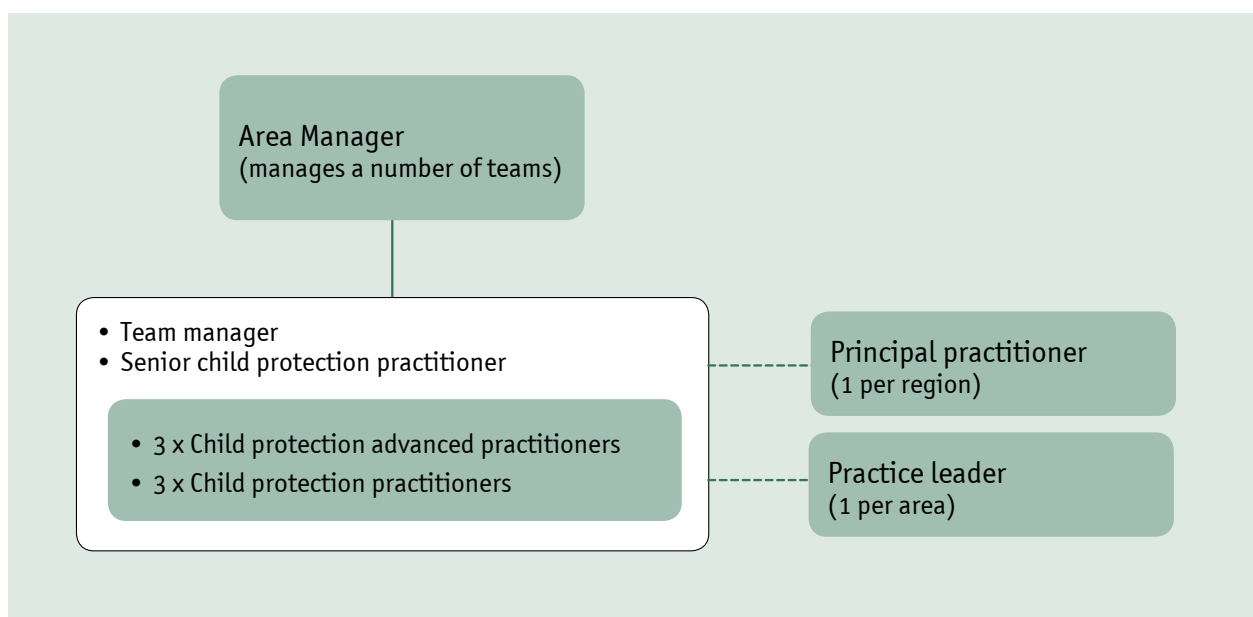 Area Manager
(manages a number of teams)
• Team manager
• Senior child protection practitioner
• 3 x Child protection advanced practitioners
• 3 x Child protection practitioners
Principal practitioner
(1 per region)
Practice leader
(1 per area)